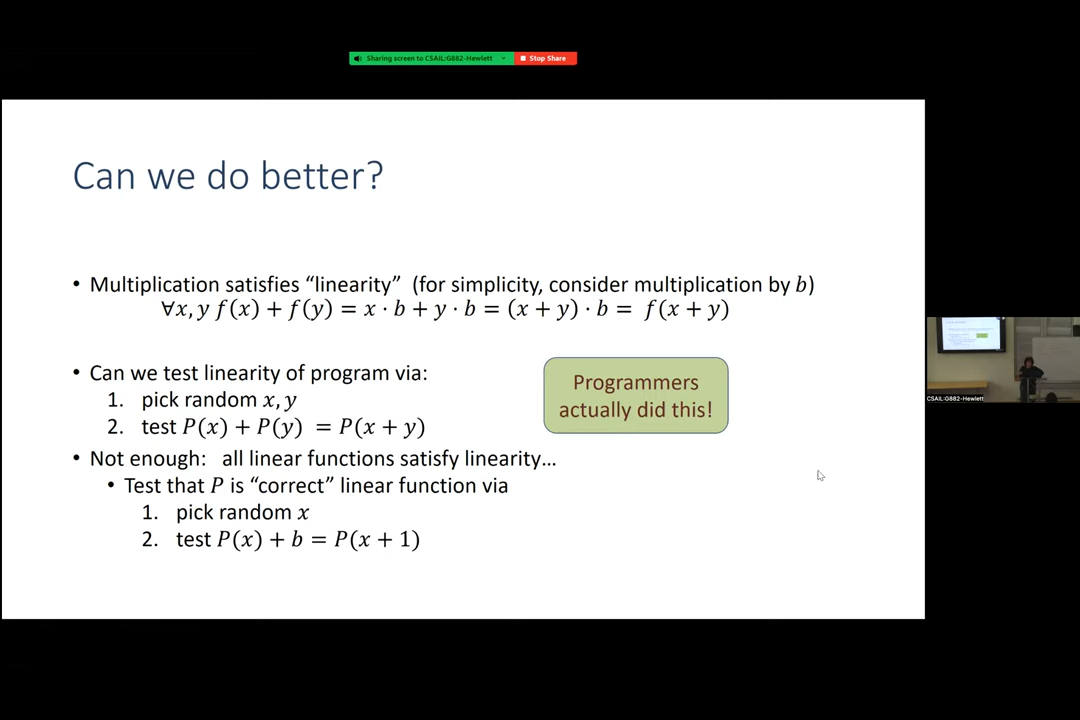 Sharing screen to CSAIL:G882-Hewlett
Stop Share
Can we do better?
• Multiplication satisfies “linearity” (for simplicity, consider multiplication by b)
∀x, y f(x) + f(y) = x · b + y · b = (x + y) · b = f(x + y)
• Can we test linearity of program via:
1. pick random x, y
2. test P(x) + P(y) = P(x + y)
Programmers
actually did this!
• Not enough: all linear functions satisfy linearity…
• Test that P is “correct” linear function via
1. pick random x
2. test P(x) + b = P(x + 1)
CSAIL:G882-Hewlett